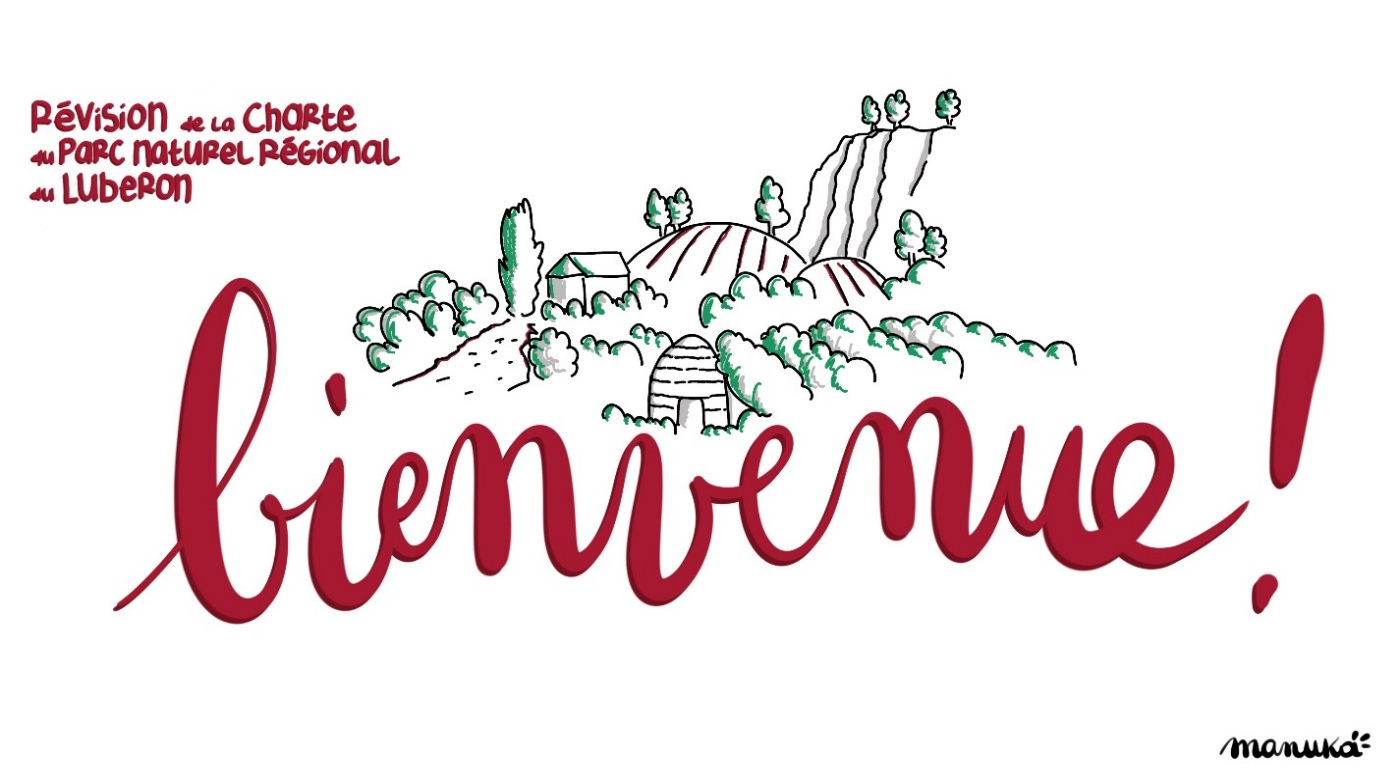 Révision de la Charte
du Parc naturel Régional
du Luberon
bienvenue !
manuka